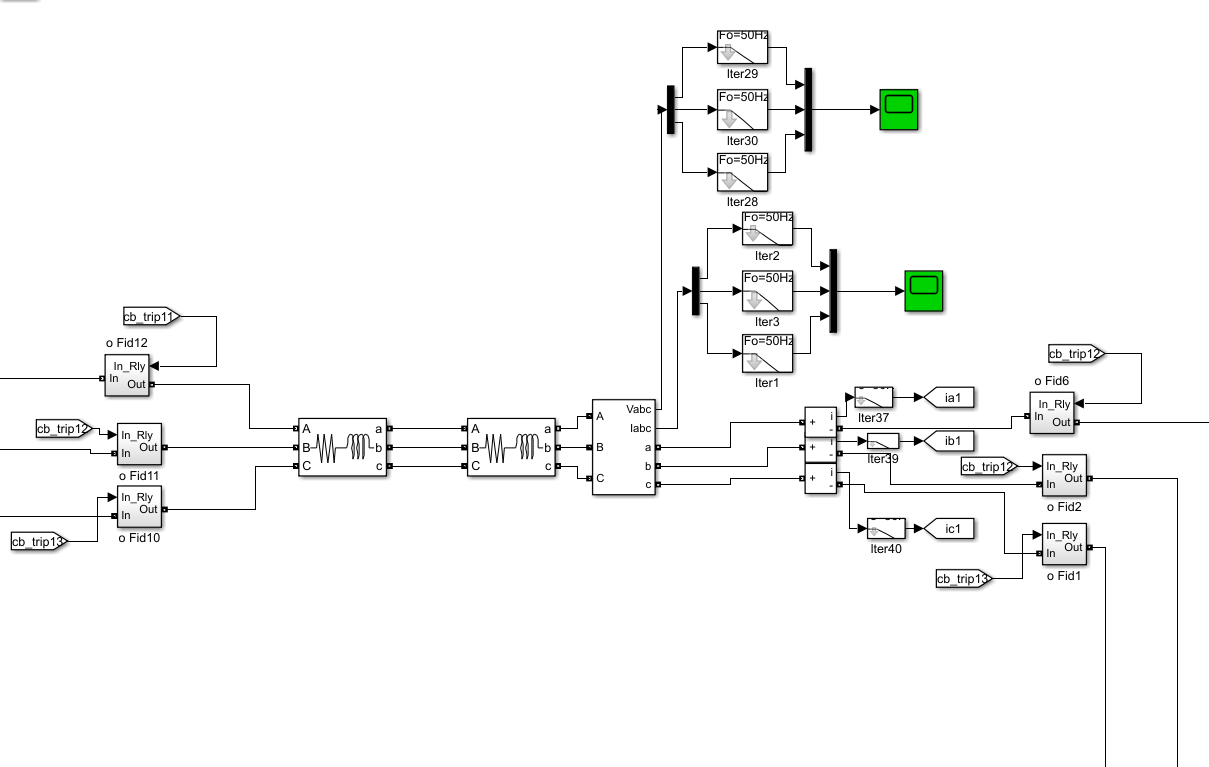 Fo=50Hz
Iter29
Fo=50Hz
Iter30
Fo=50Hz
Iter28
Fo=50Hz
Iter2
Fo=50Hz
Iter3
Fo=50Hz
Iter1
cb_trip11
o Fid12
In_Rly
In
Out
cb_trip12
In_Rly
In
Out
o Fid11
In_Rly
In
Out
o Fid10
cb_trip13
A
B
C
a
b
c
A
B
C
a
b
c
A
B
C
Vabc
Iabc
a
b
c
+
i
-
+
i
-
+
i
-
Iter37
ia1
Iter39
ib1
Iter40
ic1
cb_trip12
o Fid6
In_Rly
In
Out
cb_trip12
In_Rly
In
Out
o Fid2
In_Rly
In
Out
o Fid1
cb_trip13